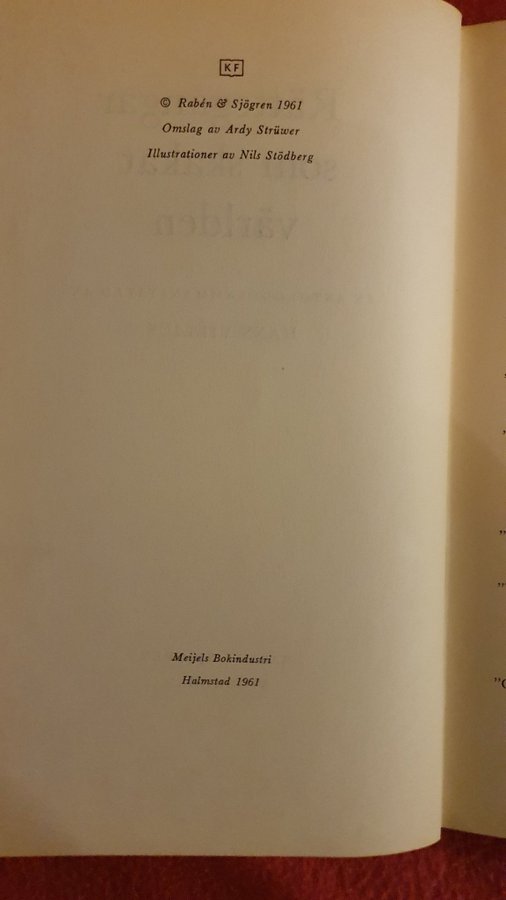 KF
© Rabén & Sjögren 1961
Omslag av Ardy Strüwer
Illustrationer av Nils Stödberg
Meijels Bokindustri
Halmstad 1961